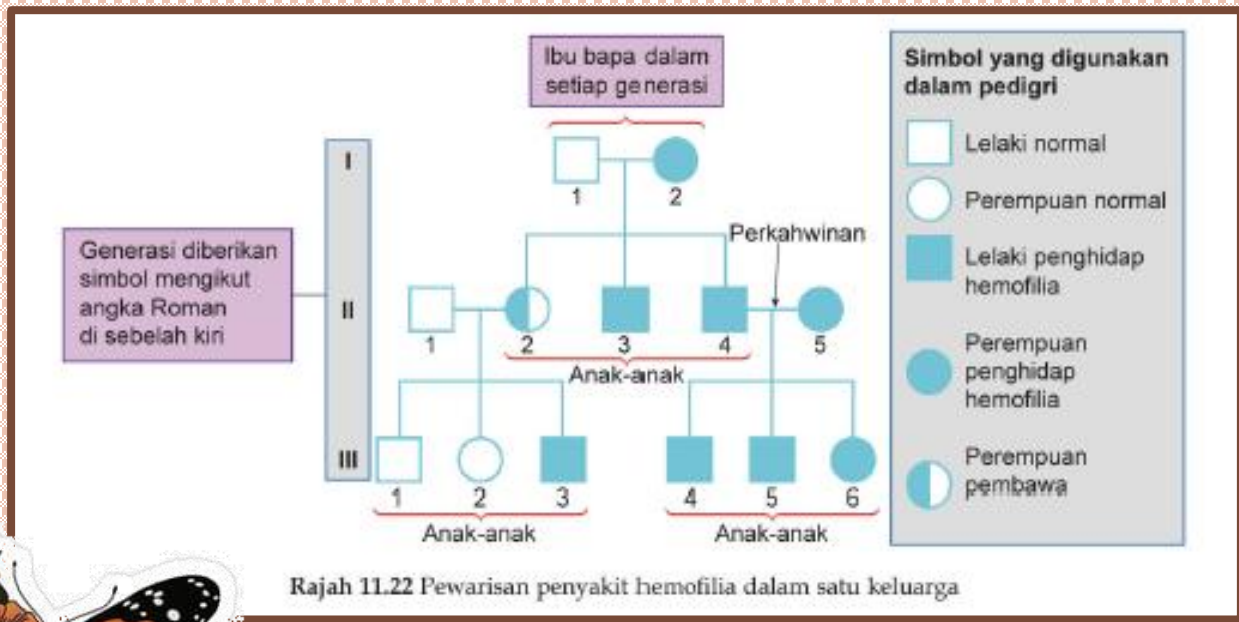 Ibu bapa dalam
setiap generasi
Simbol yang digunakan
dalam pedigri
Lelaki normal
Perempuan normal
Lelaki penghidap
hemofilia
Perempuan
penghidap
hemofilia
Perempuan
pembawa
Generasi diberikan
simbol mengikut
angka Roman
di sebelah kiri
I
1 2
Perkahwinan
II
1 2 3 4 5
Anak-anak
III
1 2 3 4 5 6
Anak-anak Anak-anak
Rajah 11.22 Pewarisan penyakit hemofilia dalam satu keluarga